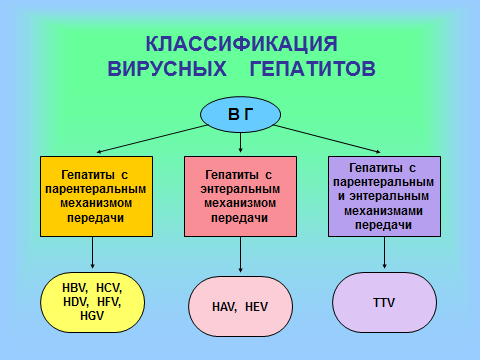 КЛАССИФИКАЦИЯ
ВИРУСНЫХ ГЕПАТИТОВ
В Г
Гепатиты с
парентеральным
механизмом
передачи
Гепатиты с
энтеральным
механизмом
передачи
Гепатиты с
парентеральным
и энтеральным
механизмами
передачи
HBV, HCV,
HDV, HFV,
HGV
HAV, HEV
TTV